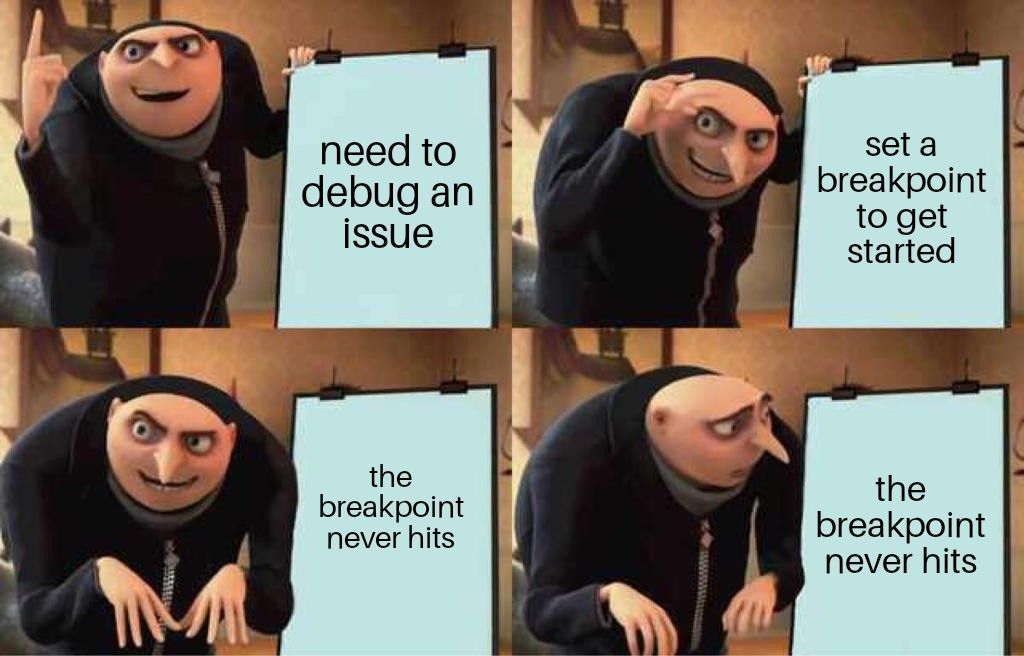 need to
debug an
issue
set a
breakpoint
to get
started
the
breakpoint
never hits
the
breakpoint
never hits